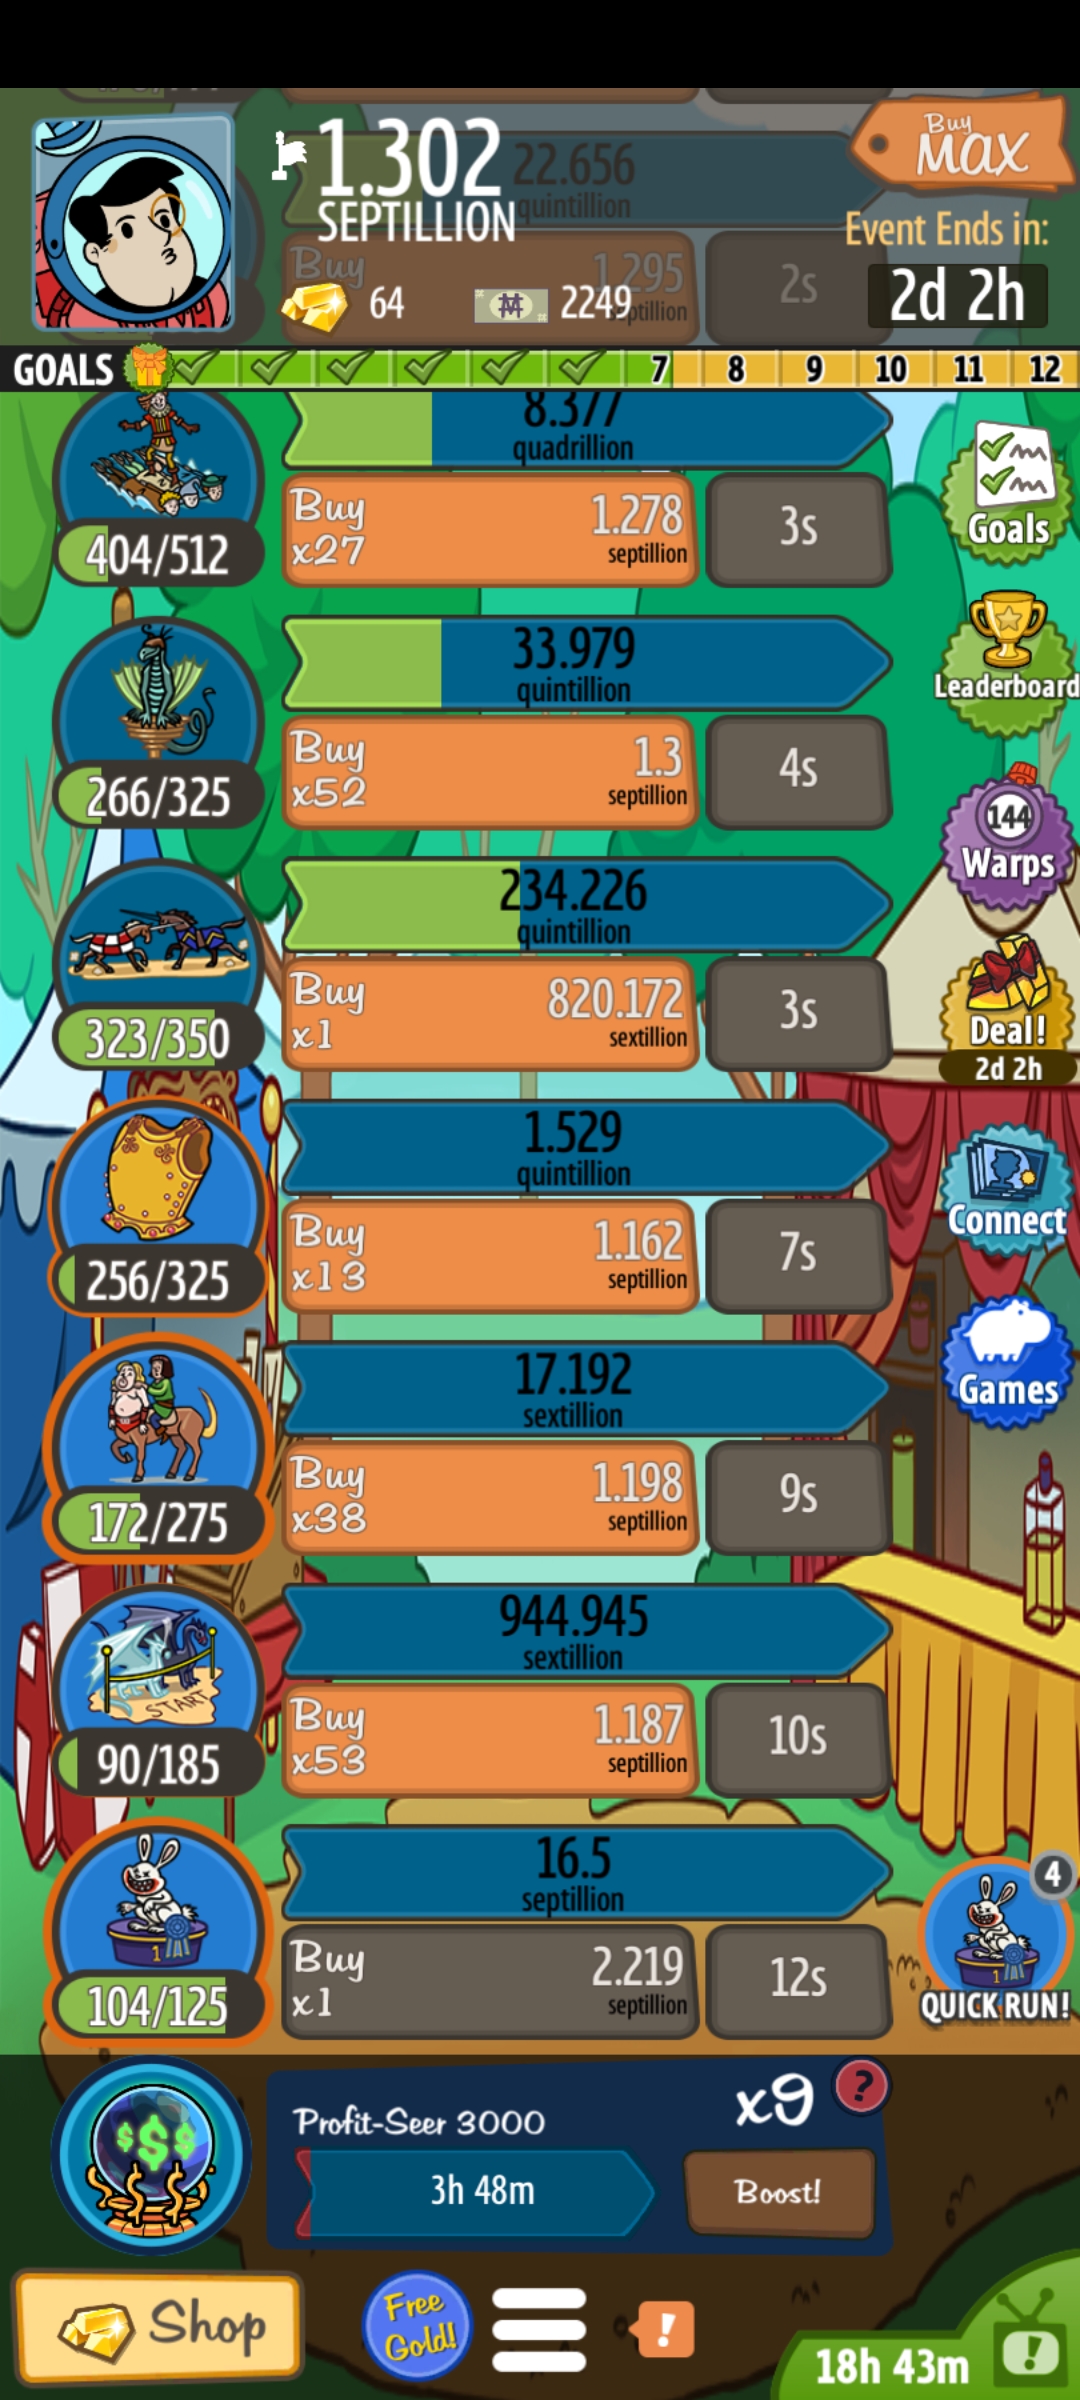 1.302
22.656
SEPTILLION
quintillion
Buy
MAX
Event Ends in:
2d 2h
Buy
1.295
septillion
2s
64
2249
GOALS
7
8
9
10
11
12
8.377
quadrillion
404/512
Buy
x27
1.278
septillion
3s
Goals
33.979
quintillion
266/325
Buy
x52
1.3
septillion
4s
Leaderboard
144
Warps
234.226
quintillion
323/350
Buy
x1
820.172
sextillion
3s
Deal!
2d 2h
1.529
quintillion
256/325
Buy
x13
1.162
septillion
7s
Connect
17.192
sextillion
172/275
Buy
x38
1.198
septillion
9s
Games
944.945
sextillion
START
90/185
Buy
x53
1.187
septillion
10s
16.5
septillion
1
104/125
Buy
x1
2.219
septillion
12s
4
1
QUICK RUN!
$$$
Profit-Seer 3000
x9
?
3h 48m
Boost!
Shop
Free
Gold!
!
18h 43m
!